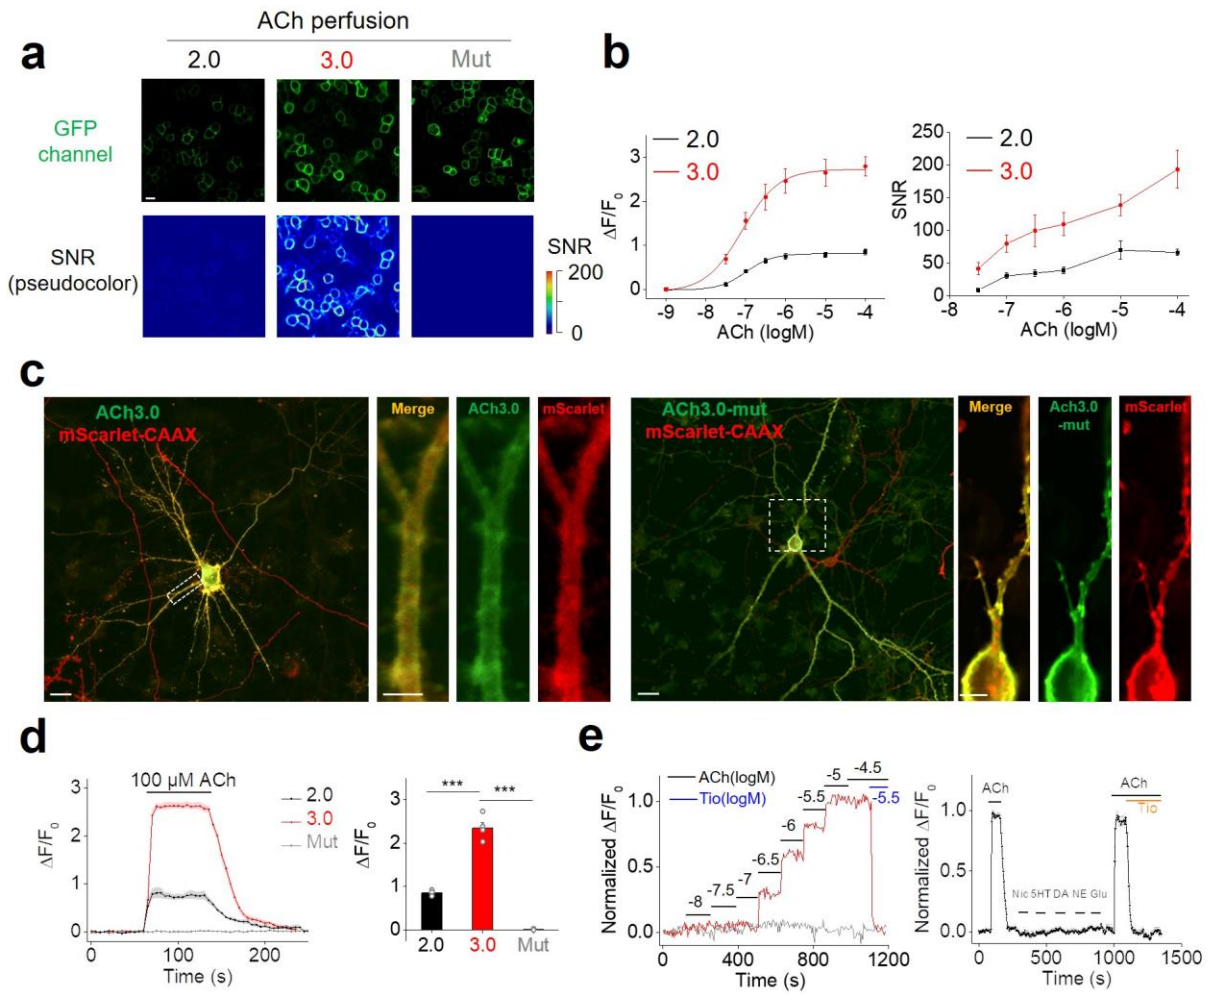 ACh perfusion
a
2.0 3.0 Mut
GFP
channel
SNR
(pseudocolor)
SNR
200
0
b
2.0
3.0
ΔF/F0
3
2
1
0
-9 -8 -7 -6 -5 -4
ACh (logM)
2.0
3.0
SNR
250
200
150
100
50
0
-8 -7 -6 -5 -4
ACh (logM)
c
ACh3.0
mScarlet-CAAX
Merge
ACh3.0
mScarlet
ACh3.0-mut
mScarlet-CAAX
Merge
Ach3.0
-mut
mScarlet
d
100 µM ACh
2.0
3.0
Mut
ΔF/F0
3
2
1
0
0 100 200
Time (s)
*** ***
ΔF/F0
3
2
1
0
2.0 3.0 Mut
e
ACh(logM)
Tio(logM)
-8 -7.5 -7 -6.5 -6 -5.5 -5 -4.5
-5.5
Normalized ΔF/F0
1.0
0.5
0.0
0 400 800 1200
Time (s)
ACh
ACh
Tio
Nic 5HT DA NE Glu
Normalized ΔF/F0
1.0
0.5
0.0
0 500 1000 1500
Time (s)